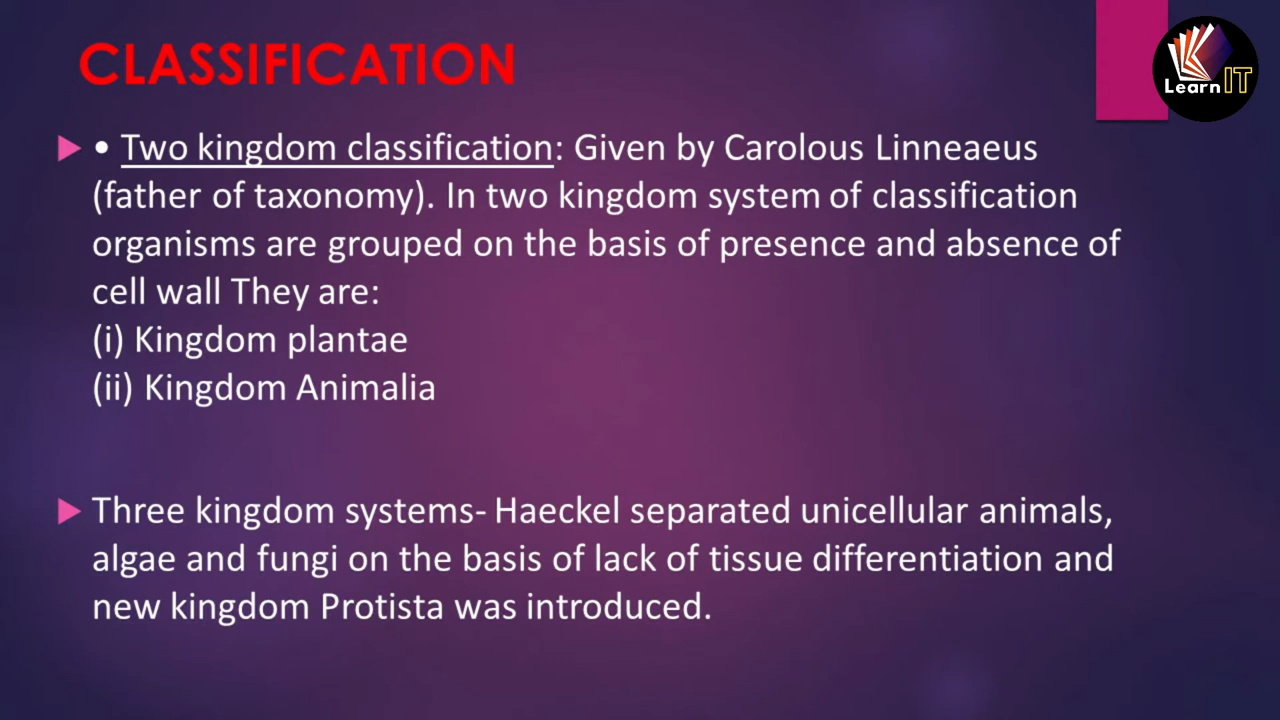 CLASSIFICATION
Learn IT
• Two kingdom classification: Given by Carolous Linneaeus
(father of taxonomy). In two kingdom system of classification
organisms are grouped on the basis of presence and absence of
cell wall They are:
(i) Kingdom plantae
(ii) Kingdom Animalia
Three kingdom systems- Haeckel separated unicellular animals,
algae and fungi on the basis of lack of tissue differentiation and
new kingdom Protista was introduced.